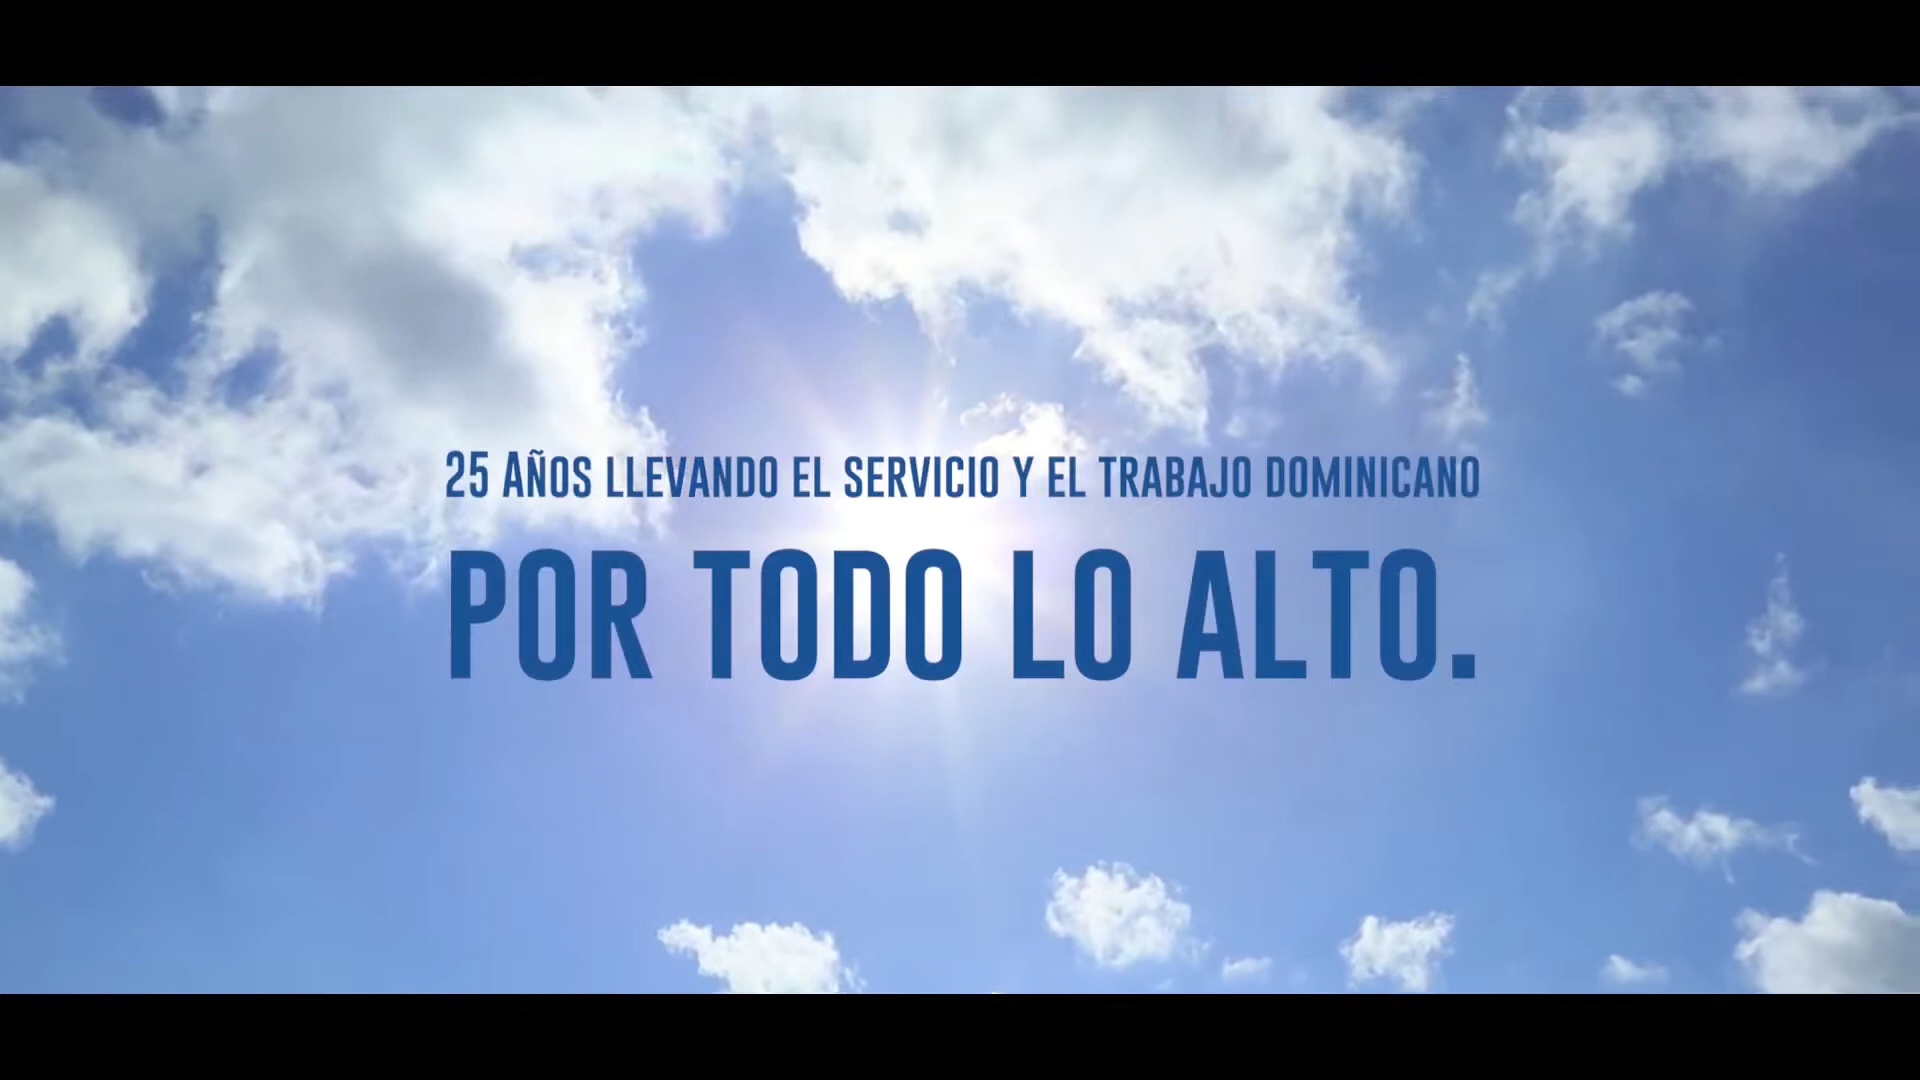 25 AÑOS LLEVANDO EL SERVICIO Y EL TRABAJO DOMINICANO
POR TODO LO ALTO.